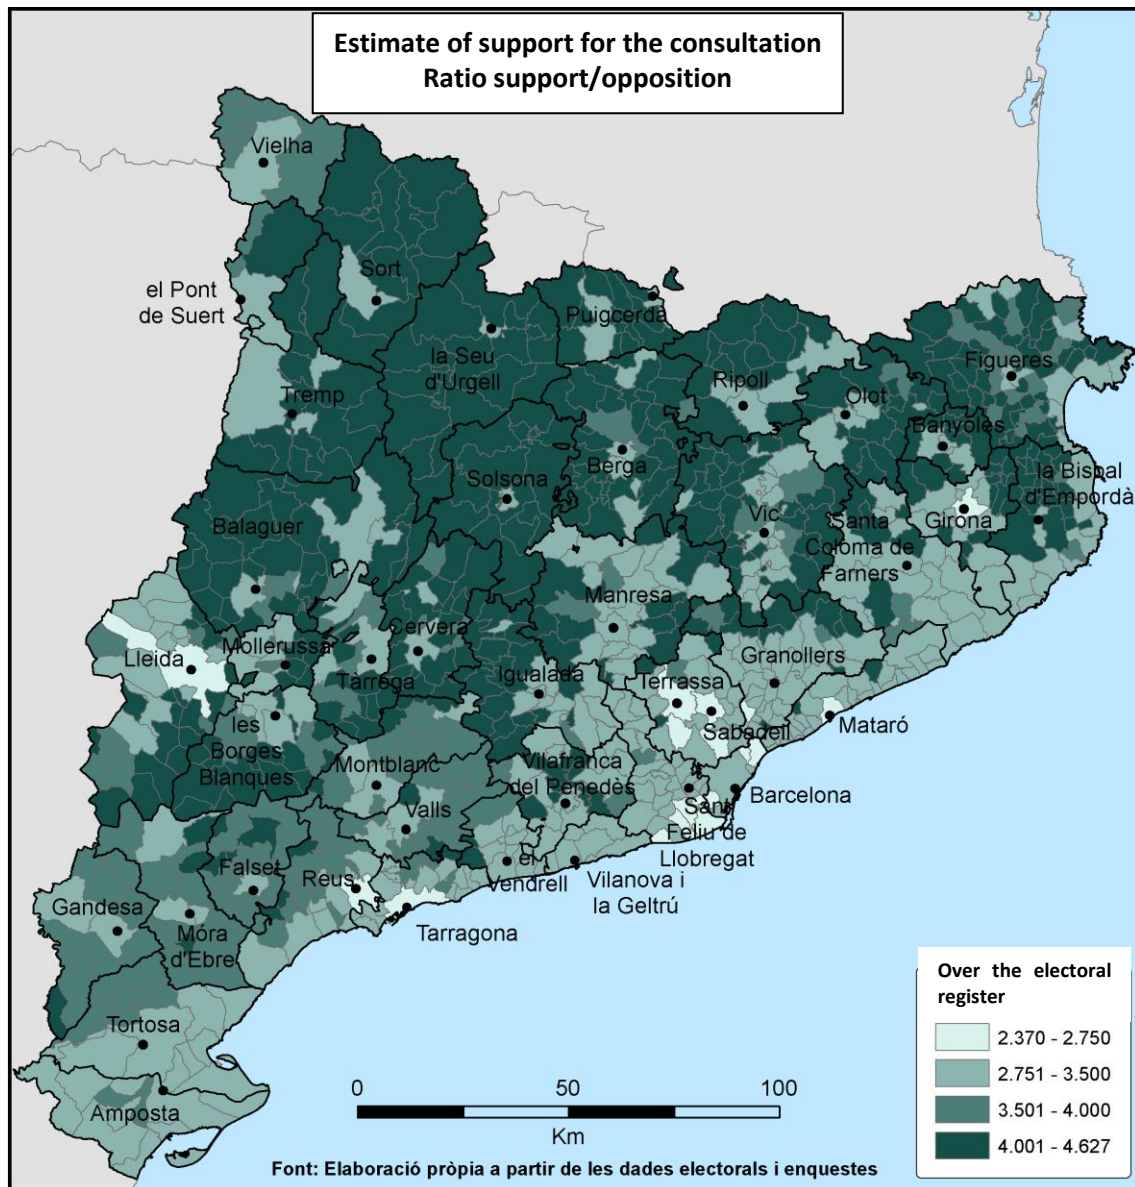 Estimate of support for the consultation
Ratio support/opposition
Vielha
Sort
el Pont
de Suert
Puigcerdà
la Seu
d'Urgell
Figueres
Ripoll
Olot
Tremp
Banyoles
Berga
Solsona
la Bisbal
d'Empordà
Balaguer
Vic
Santa
Coloma de
Farners
Girona
Manresa
Cervera
Mollerussa
Lleida
Granollers
Tàrrega
Igualada
Terrassa
les
Borges
Blanques
Sabadell
Mataró
Montblanc
Vilafranca
del Penedès
Barcelona
Valls
Sant
Feliu de
Llobregat
el
Vendrell
Falset
Reus
Vilanova i
la Geltrú
Gandesa
Móra
d'Ebre
Tarragona
Tortosa
Amposta
Over the electoral
register
2.370 - 2.750
2.751 - 3.500
3.501 - 4.000
4.001 - 4.627
0 50 100
Km
Font: Elaboració pròpia a partir de les dades electorals i enquestes